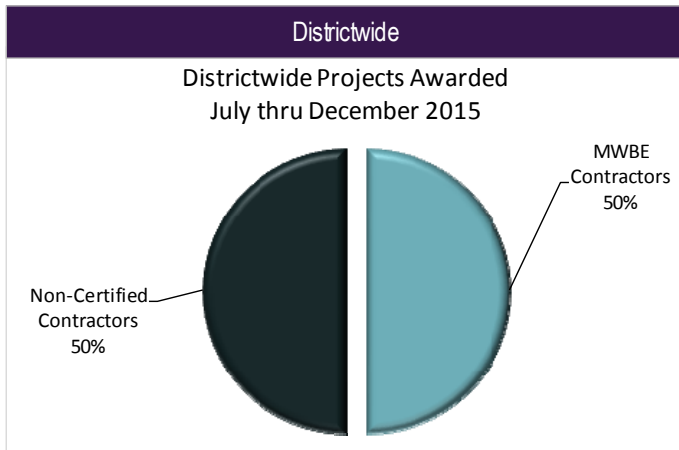 Districtwide
Districtwide Projects Awarded
July thru December 2015
MWBE
Contractors
50%
Non-Certified
Contractors
50%